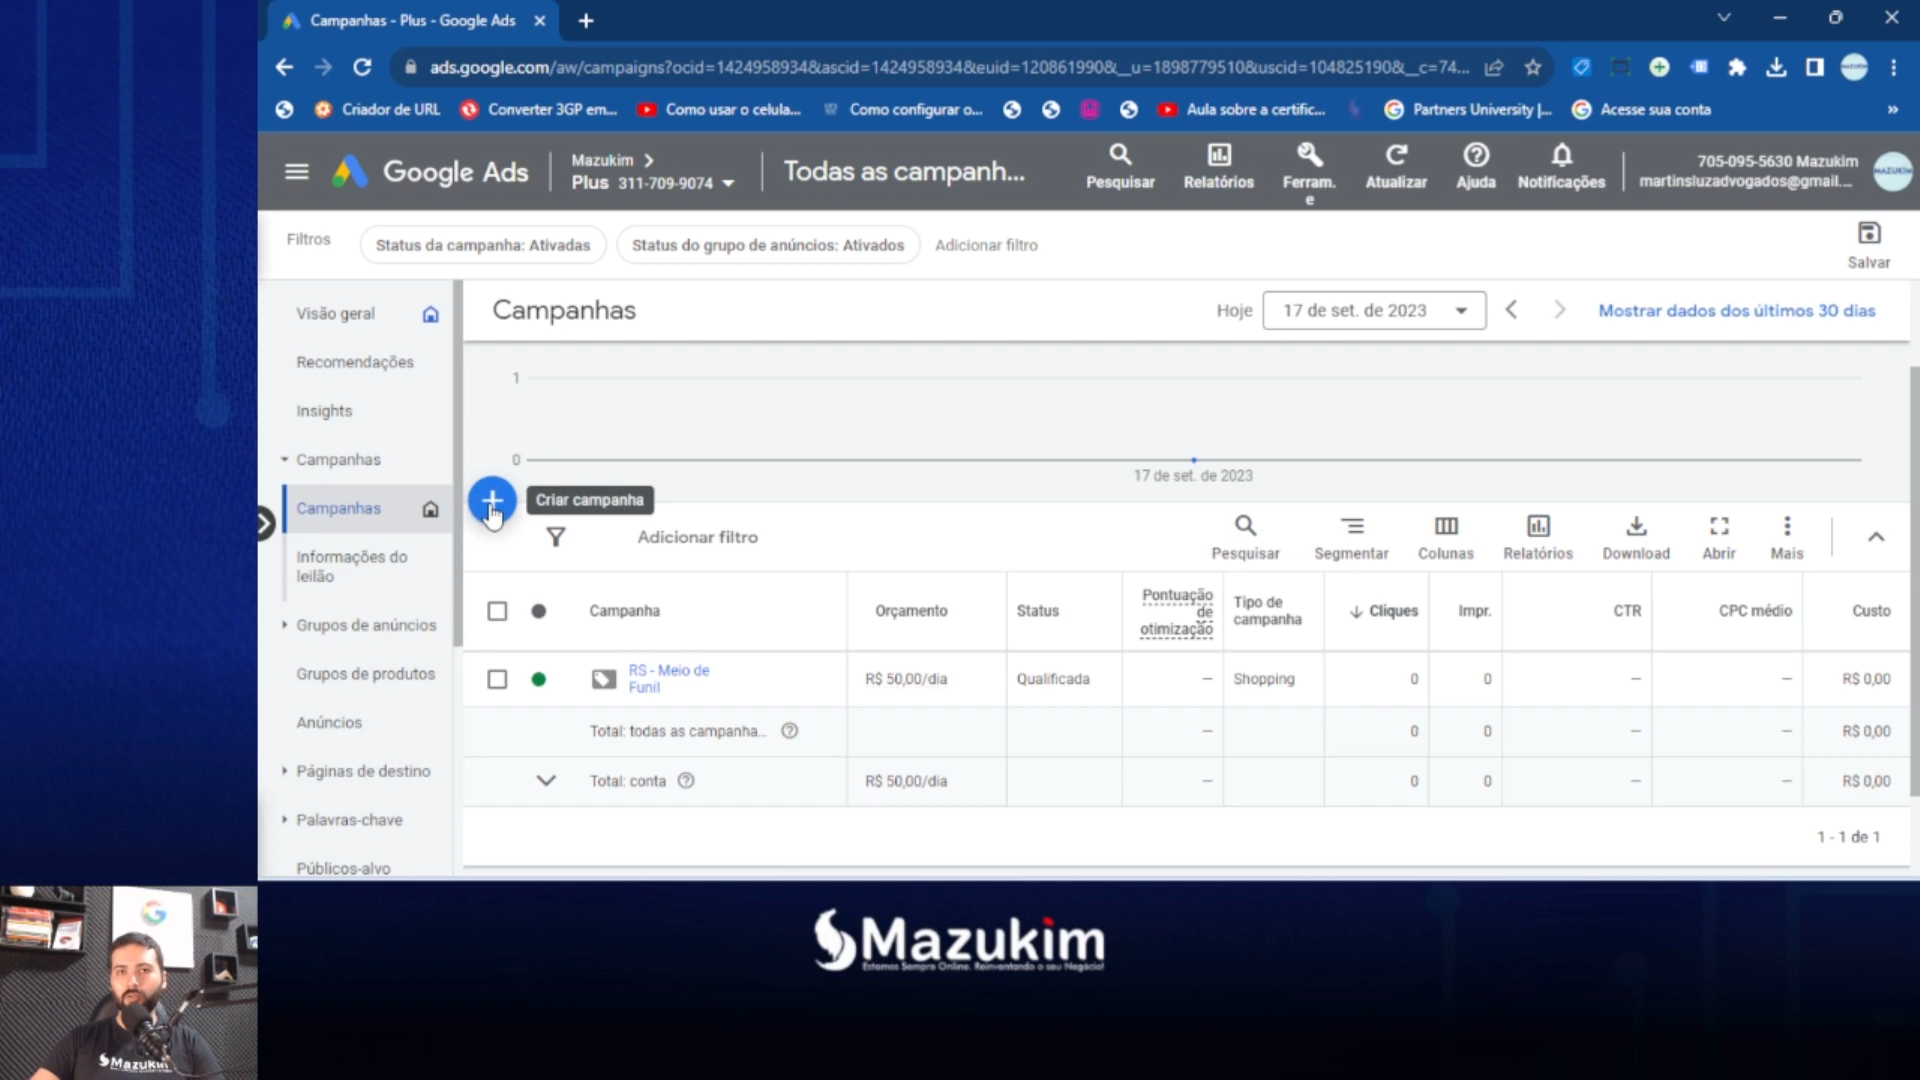 Campanhas - Plus - Google Ads
ads.google.com/aw/campaigns?ocid=1424958934&ascid=1424958934&euid=120861990&__u=1898779510&uscid=104825190&__c=74...
Criador de URL
Converter 3GP em...
Como usar o celula...
Como configurar o...
Aula sobre a certific...
Partners University |...
Acesse sua conta
»
Google Ads
Mazukim
Plus 311-709-9074
Todas as campanh...
Pesquisar
Relatórios
Ferram.
e
Atualizar
Ajuda
Notificações
705-095-5630 Mazukim
martinsluzadvogados@gmail....
MAZUKIM
Filtros
Status da campanha: Ativadas
Status do grupo de anúncios: Ativados
Adicionar filtro
Salvar
Visão geral
Recomendações
Insights
Campanhas
Campanhas
Informações do
leilão
Grupos de anúncios
Grupos de produtos
Anúncios
Páginas de destino
Palavras-chave
Públicos-alvo
Campanhas
Hoje
17 de set. de 2023
Mostrar dados dos últimos 30 dias
1
0
17 de set. de 2023
Criar campanha
Adicionar filtro
Pesquisar
Segmentar
Colunas
Relatórios
Download
Abrir
Mais
Campanha
Orçamento
Status
Pontuação
de
otimização
Tipo de
campanha
Cliques
Impr.
CTR
CPC médio
Custo
RS - Meio de
Funil
R$ 50,00/dia
Qualificada
–
Shopping
0
0
–
–
R$ 0,00
Total: todas as campanha...
–
0
0
–
–
R$ 0,00
Total: conta
R$ 50,00/dia
–
0
0
–
–
R$ 0,00
1 - 1 de 1
Mazukim
Estamos Sempre Online. Reinventando o seu Negócio!
Mazukim